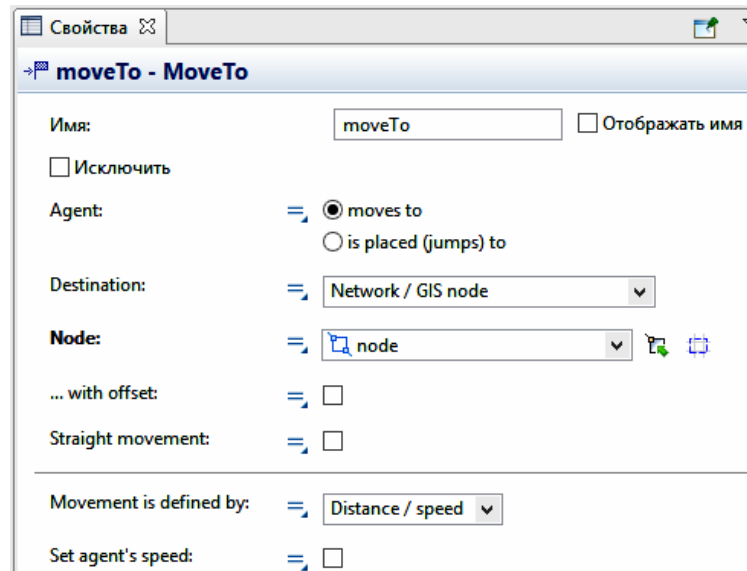 Свойства
moveTo - MoveTo
Имя: moveTo Отображать имя
Исключить
Agent: moves to
is placed (jumps) to
Destination: Network / GIS node
Node: node
... with offset:
Straight movement:
Movement is defined by: Distance / speed
Set agent's speed: